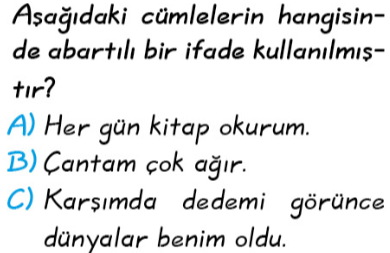 Aşağıdaki cümlelerin hangisin-
de abartılı bir ifade kullanılmış-
tır?
A) Her gün kitap okurum.
B) Çantam çok ağır.
C) Karşımda dedemi görünce
dünyalar benim oldu.